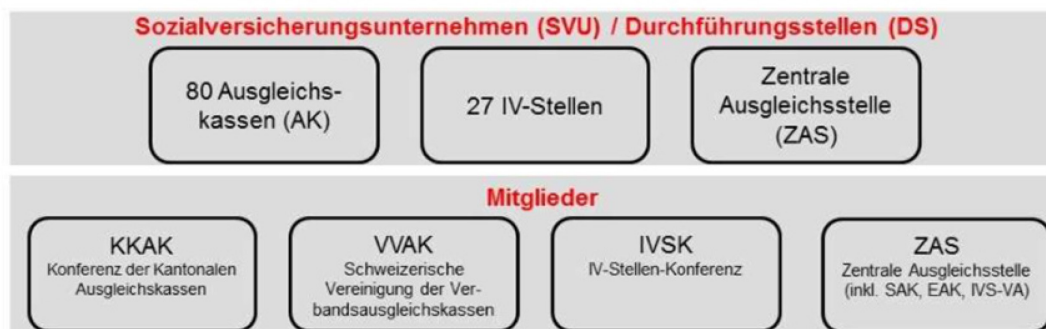 Sozialversicherungsunternehmen (SVU) / Durchführungsstellen (DS)
80 Ausgleichs-
kassen (AK)
27 IV-Stellen
Zentrale
Ausgleichsstelle
(ZAS)
Mitglieder
KKAK
Konferenz der Kantonalen
Ausgleichskassen
VVAK
Schweizerische
Vereinigung der Ver-
bandsausgleichskassen
IVSK
IV-Stellen-Konferenz
ZAS
Zentrale Ausgleichsstelle
(inkl. SAK, EAK, IVS-VA)